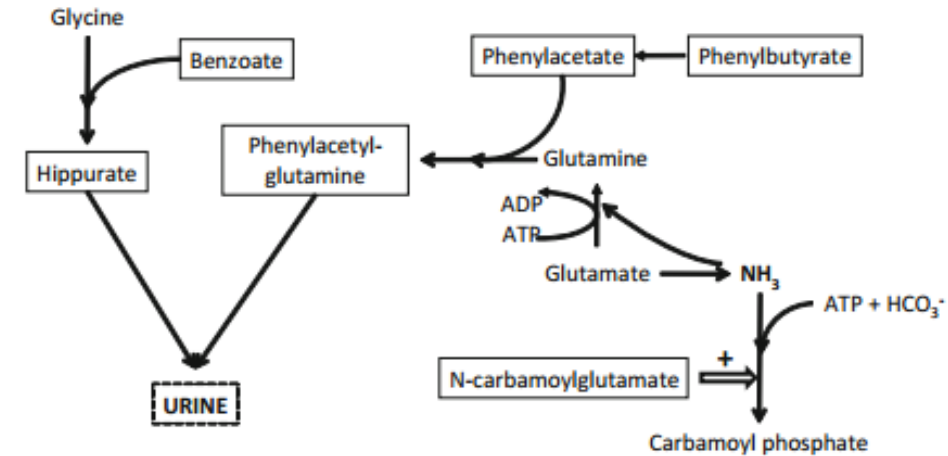 Glycine
Benzoate
Phenylacetate
Phenylbutyrate
Phenylacetyl-
glutamine
Glutamine
Hippurate
ADP
ATP
Glutamate
NH₃
ATP + HCO₃⁻
+
N-carbamoylglutamate
URINE
Carbamoyl phosphate